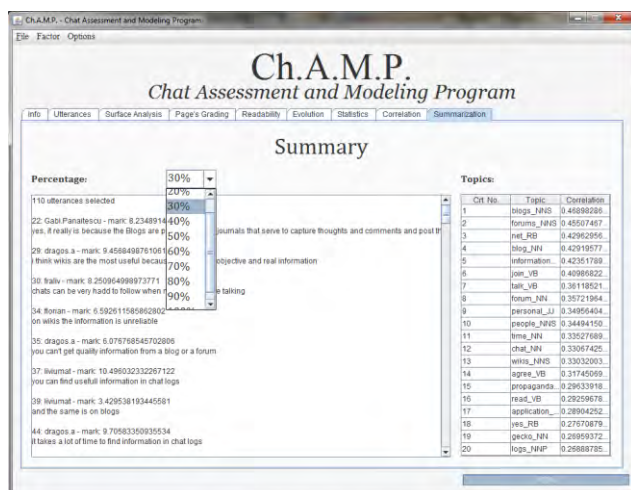 Ch.A.M.P. - Chat Assessment and Modeling Program
File Factor Options
Ch.A.M.P.
Chat Assessment and Modeling Program
Info Utterances Surface Analysis Page's Grading Readability Evolution Statistics Correlation Summarization
Summary
Percentage: 30%
20%
30%
40%
50%
60%
70%
80%
90%
110 utterances selected
22: Gabi.Panaitescu - mark: 8.2348914
yes, it really is because the Blogs are p journals that serve to capture thoughts and comments and post th
29: dragos.a - mark: 9.4568498761061
i think wikis are the most useful becaus objective and real information
30: fraliv - mark: 8.250964998973771
chats can be very hadd to follow when talking
34: florian - mark: 6.592611585862802
on wikis the information is unreliable
35: dragos.a - mark: 6.076768545702806
you can't get quality information from a blog or a forum
37: liviumat - mark: 10.496032332267122
you can find usefull information in chat logs
39: liviumat - mark: 3.429538193445581
and the same is on blogs
44: dragos.a - mark: 9.70583350935534
it takes a lot of time to find information in chat logs
Topics:
Crt. No. Topic Correlation
1 blogs_NNS 0.46898286...
2 forums_NNS 0.45507467...
3 net_RB 0.42962956...
4 blog_NN 0.42919577...
5 information... 0.42351789...
6 join_VB 0.40986822...
7 talk_VB 0.36118521...
8 forum_NN 0.35721964...
9 personal_JJ 0.34956404...
10 people_NNS 0.34494150...
11 time_NN 0.33527689...
12 chat_NN 0.33067425...
13 wikis_NNS 0.33032003...
14 agree_VB 0.31745069...
15 propaganda... 0.29633918...
16 read_VB 0.29259678...
17 application_... 0.28904252...
18 yes_RB 0.27670879...
19 gecko_NN 0.26959372...
20 logs_NNP 0.26888785...